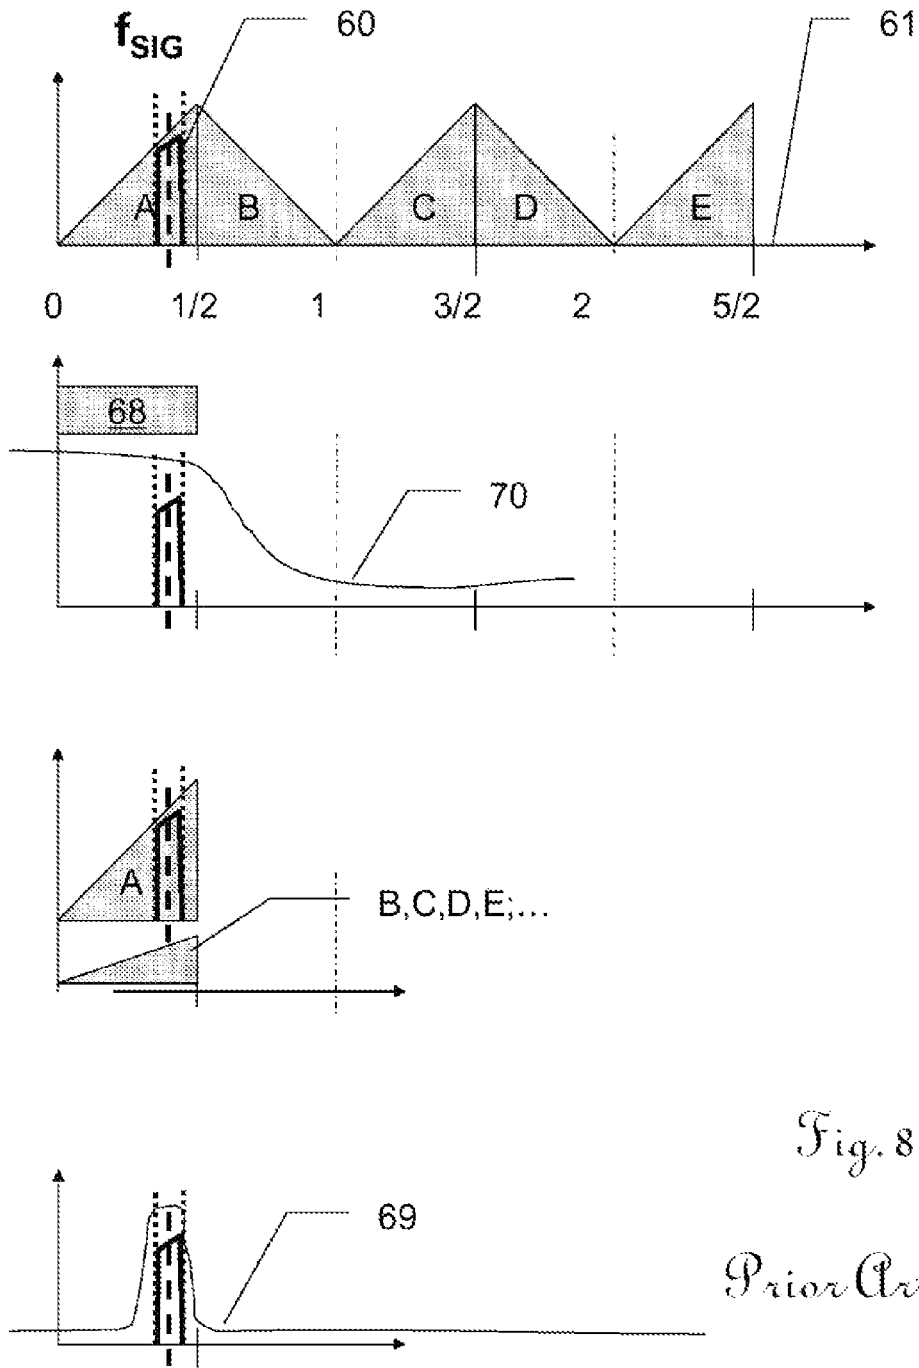 f_SIG 60 61
A B C D E
0 1/2 1 3/2 2 5/2
68
70
A
B,C,D,E;...
Fig. 8
69
Prior Ar